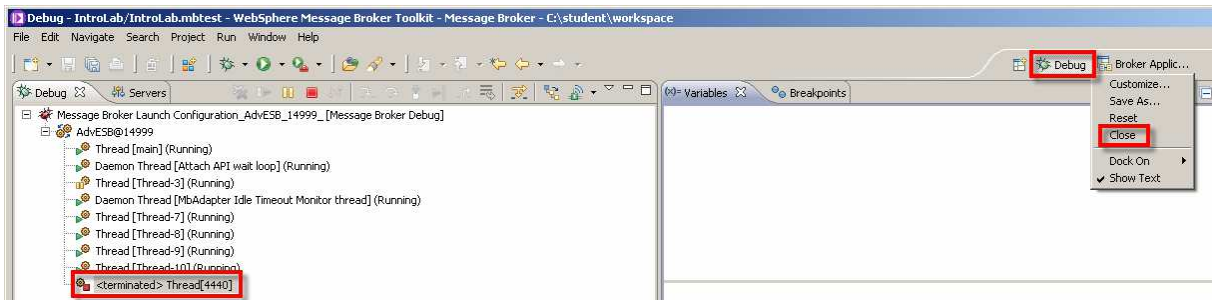 Debug - IntroLab/IntroLab.mbtest - WebSphere Message Broker Toolkit - Message Broker - C:\student\workspace
File Edit Navigate Search Project Run Window Help
Debug Broker Applic...
Debug Servers
(x)= Variables Breakpoints
Customize...
Save As...
Reset
Close
Dock On
Show Text
Message Broker Launch Configuration_AdvESB_14999_ [Message Broker Debug]
AdvESB@14999
Thread [main] (Running)
Daemon Thread [Attach API wait loop] (Running)
Thread [Thread-3] (Running)
Daemon Thread [MbAdapter Idle Timeout Monitor thread] (Running)
Thread [Thread-7] (Running)
Thread [Thread-8] (Running)
Thread [Thread-9] (Running)
Thread [Thread-10] (Running)
<terminated> Thread[4440]